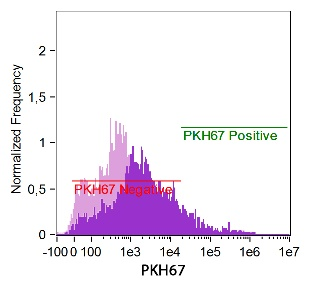 Normalized Frequency
2
1,5
1
0,5
0
PKH67 Positive
PKH67 Negative
-100 0 100 1e3 1e4 1e5 1e6 1e7
PKH67